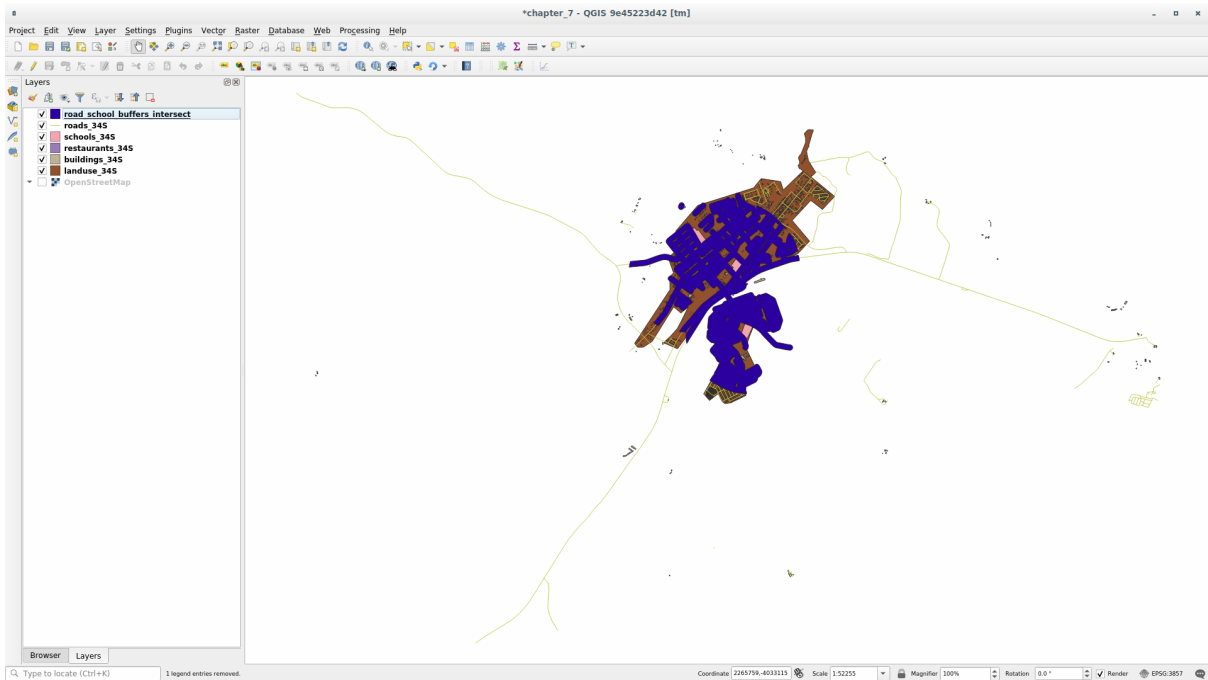 *chapter_7 - QGIS 9e45223d42 [tm]
Project Edit View Layer Settings Plugins Vector Raster Database Web Processing Help
Layers
road_school_buffers_intersect
roads_34S
schools_34S
restaurants_34S
buildings_34S
landuse_34S
OpenStreetMap
Browser Layers
Type to locate (Ctrl+K) 1 legend entries removed. Coordinate 2265759,-4033115 Scale 1:52255 Magnifier 100% Rotation 0.0 ° Render EPSG:3857